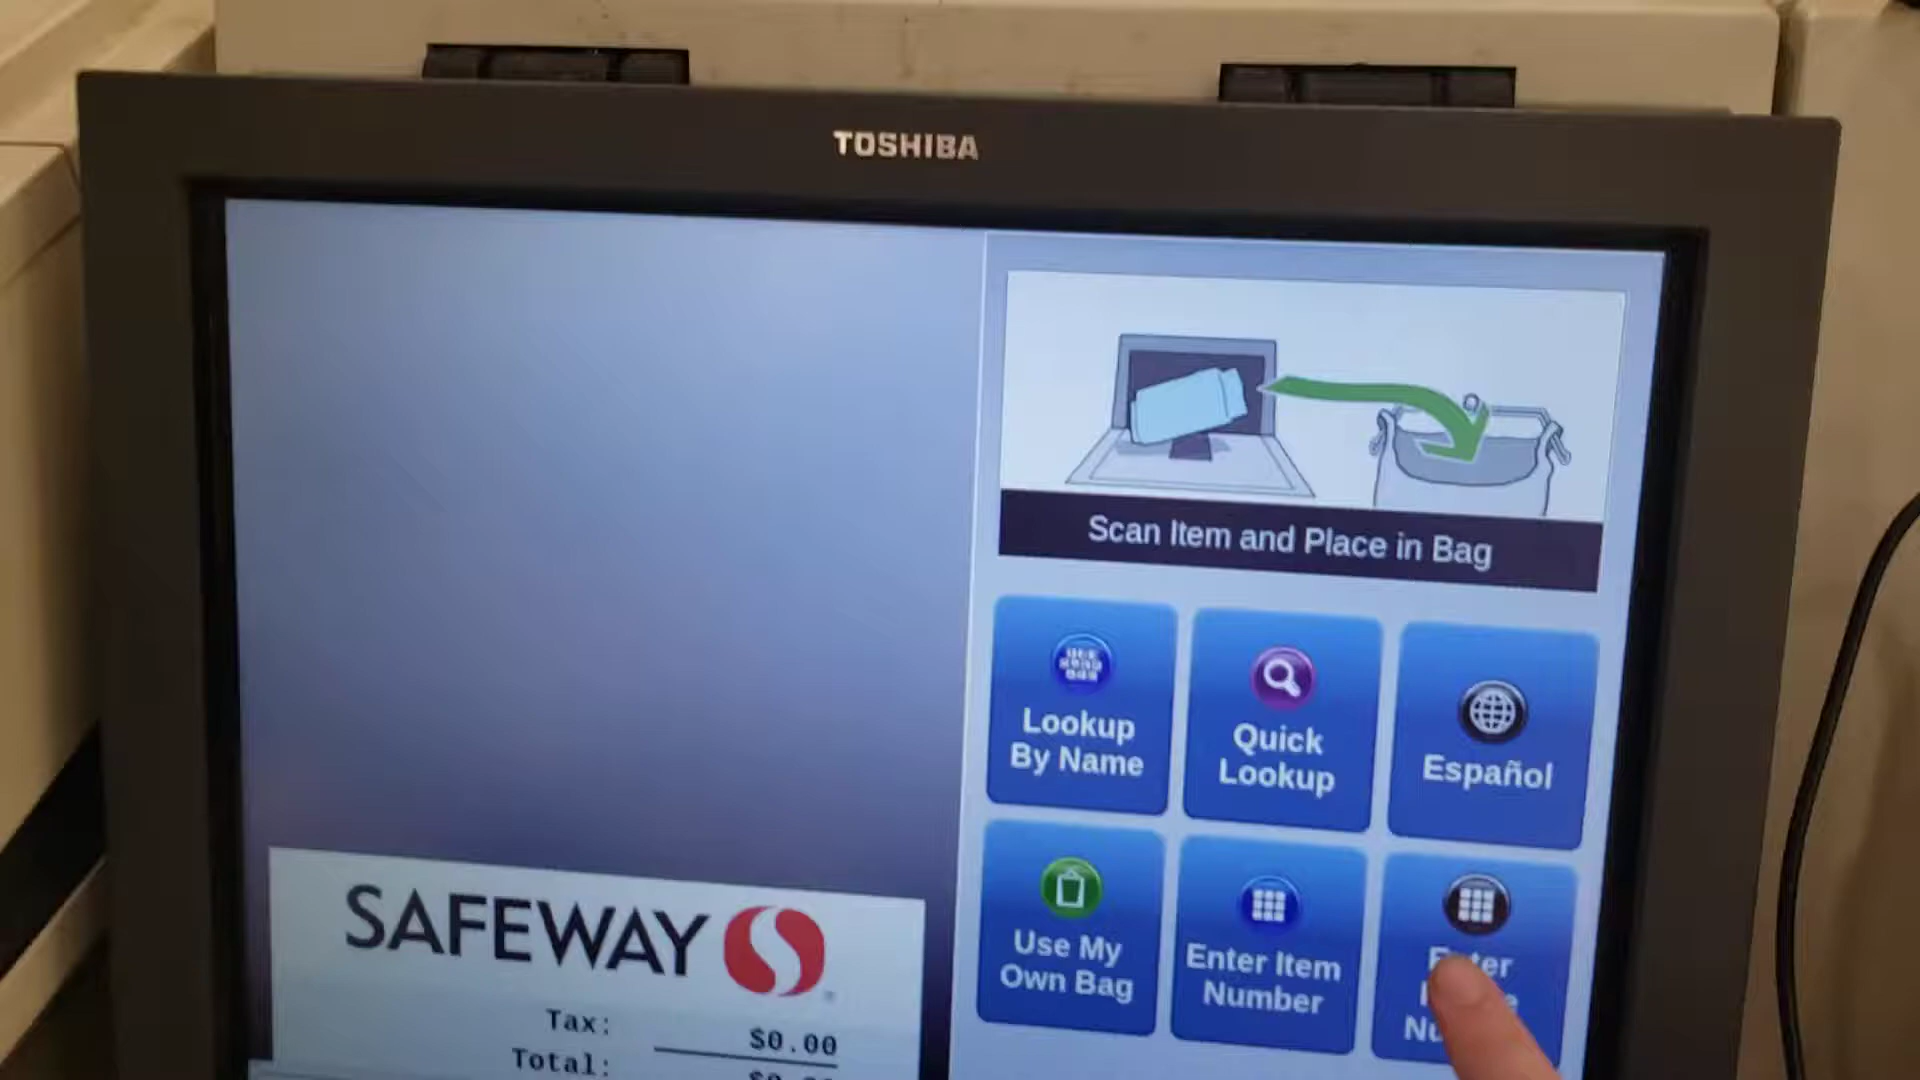 TOSHIBA
Scan Item and Place in Bag
Lookup
By Name
Quick
Lookup
Español
Use My
Own Bag
Enter Item
Number
Enter
SAFEWAY
Tax: $0.00
Total: